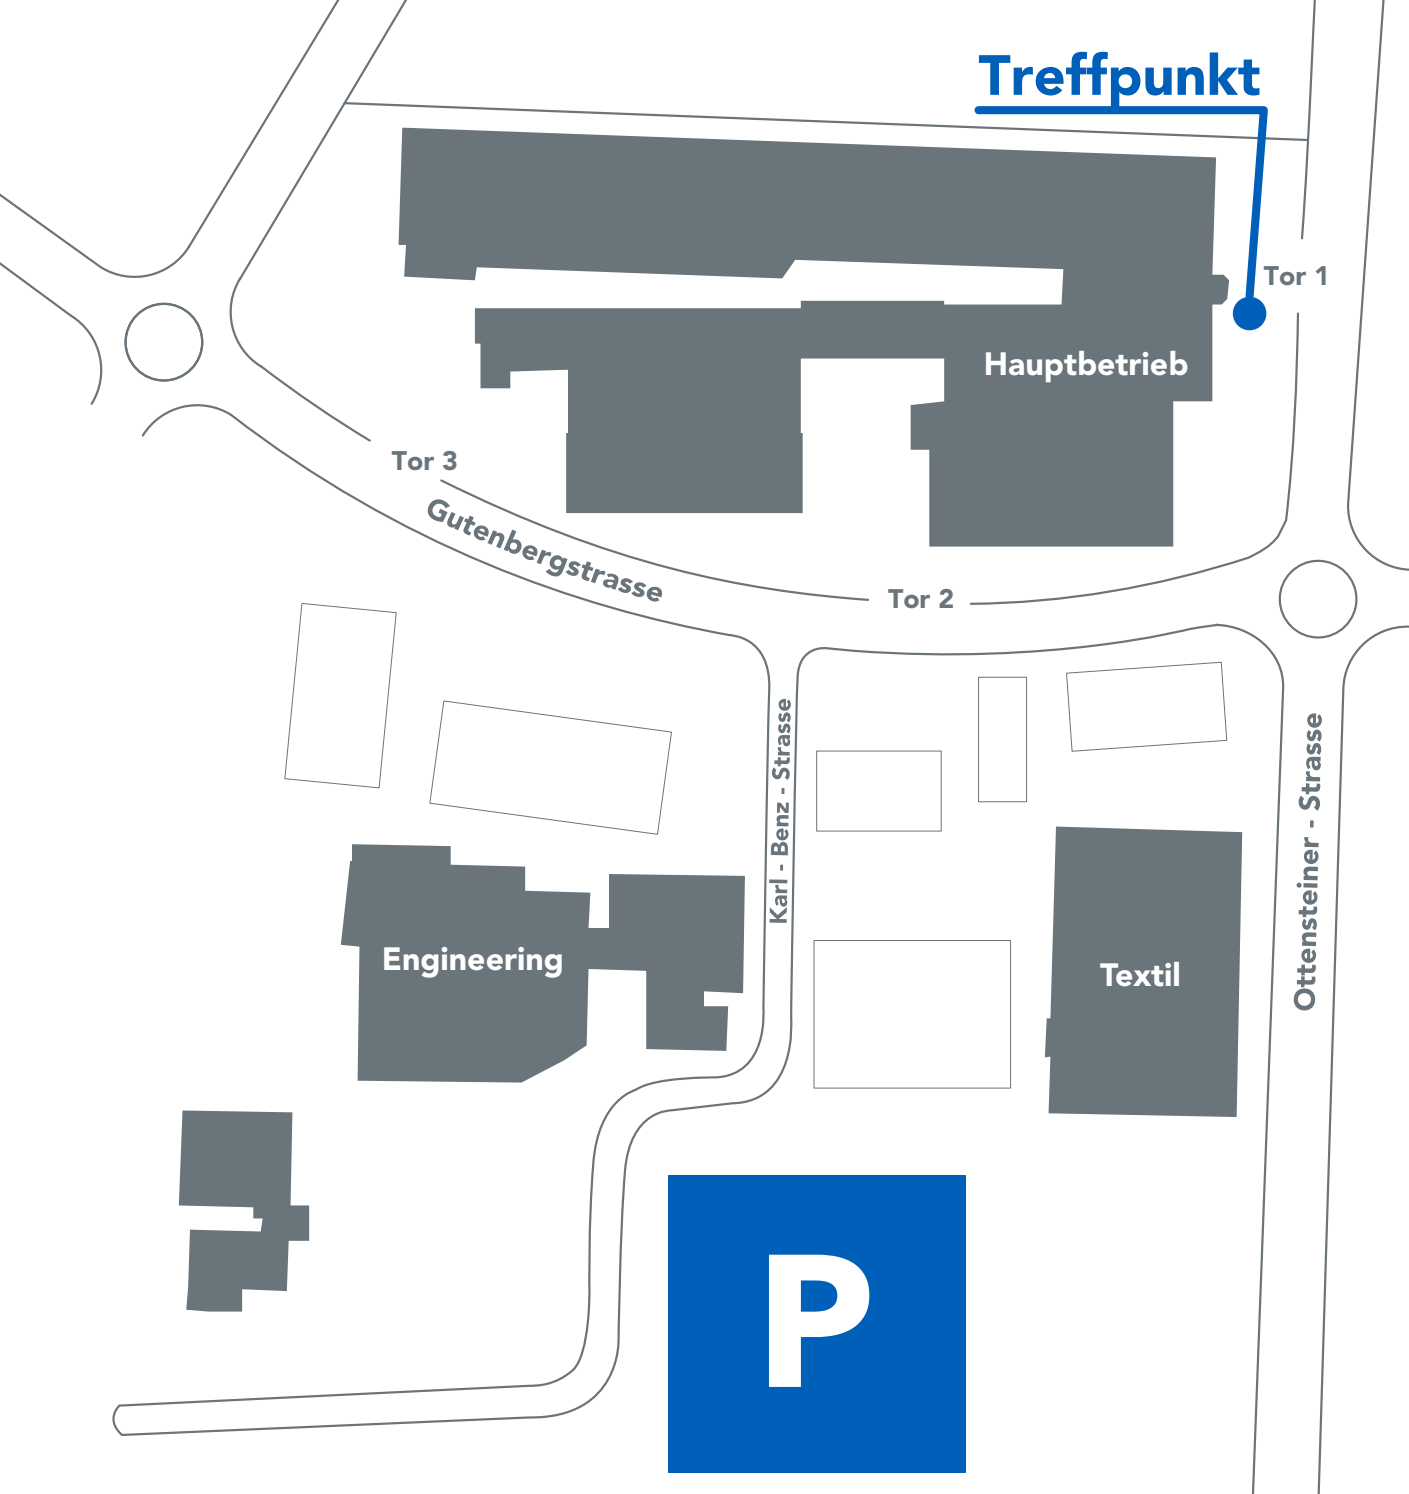 Treffpunkt
Tor 1
Hauptbetrieb
Tor 3
Gutenbergstrasse
Tor 2
Karl - Benz - Strasse
Ottensteiner - Strasse
Engineering
Textil
P